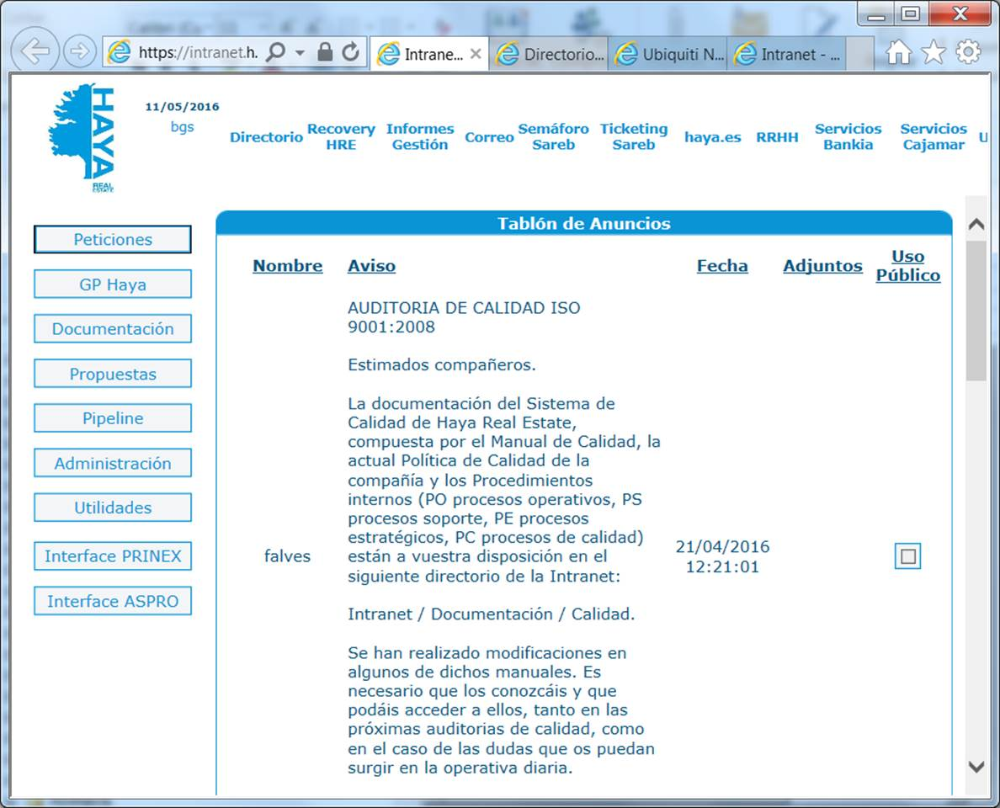 https://intranet.h.
Intrane...
Directorio...
Ubiquiti N...
Intranet - ...
HAYA
REAL
ESTATE
11/05/2016
bgs
Directorio
Recovery
HRE
Informes
Gestión
Correo
Semáforo
Sareb
Ticketing
Sareb
haya.es
RRHH
Servicios
Bankia
Servicios
Cajamar
U
Peticiones
GP Haya
Documentación
Propuestas
Pipeline
Administración
Utilidades
Interface PRINEX
Interface ASPRO
Tablón de Anuncios
Nombre
Aviso
Fecha
Adjuntos
Uso
Público
AUDITORIA DE CALIDAD ISO
9001:2008
Estimados compañeros.
La documentación del Sistema de
Calidad de Haya Real Estate,
compuesta por el Manual de Calidad, la
actual Política de Calidad de la
compañía y los Procedimientos
internos (PO procesos operativos, PS
procesos soporte, PE procesos
estratégicos, PC procesos de calidad)
están a vuestra disposición en el
siguiente directorio de la Intranet:
Intranet / Documentación / Calidad.
Se han realizado modificaciones en
algunos de dichos manuales. Es
necesario que los conozcáis y que
podáis acceder a ellos, tanto en las
próximas auditorias de calidad, como
en el caso de las dudas que os puedan
surgir en la operativa diaria.
falves
21/04/2016
12:21:01